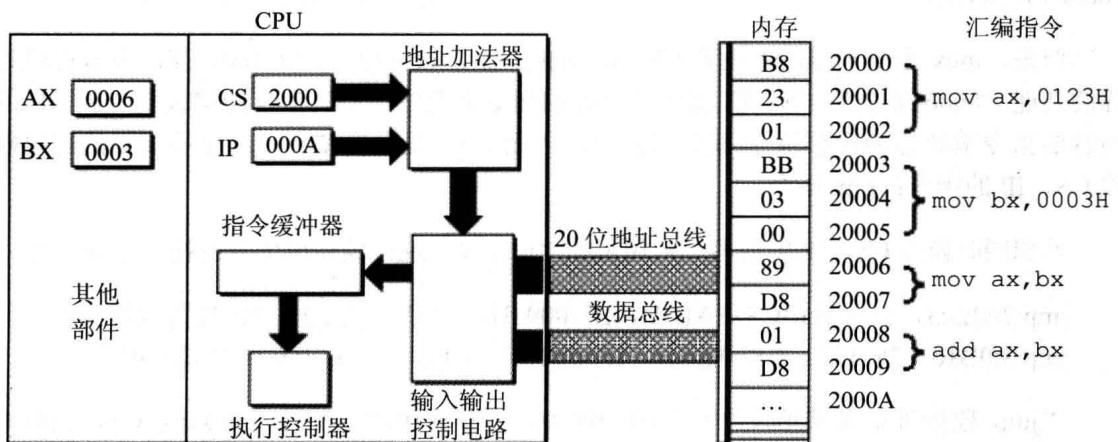 CPU
内存
汇编指令
AX 0006
BX 0003
CS 2000
IP 000A
地址加法器
指令缓冲器
其他
部件
执行控制器
输入输出
控制电路
20 位地址总线
数据总线
B8 20000
23 20001 mov ax,0123H
01 20002
BB 20003
03 20004 mov bx,0003H
00 20005
89 20006
D8 20007
mov ax,bx
01 20008
D8 20009
add ax,bx
... 2000A